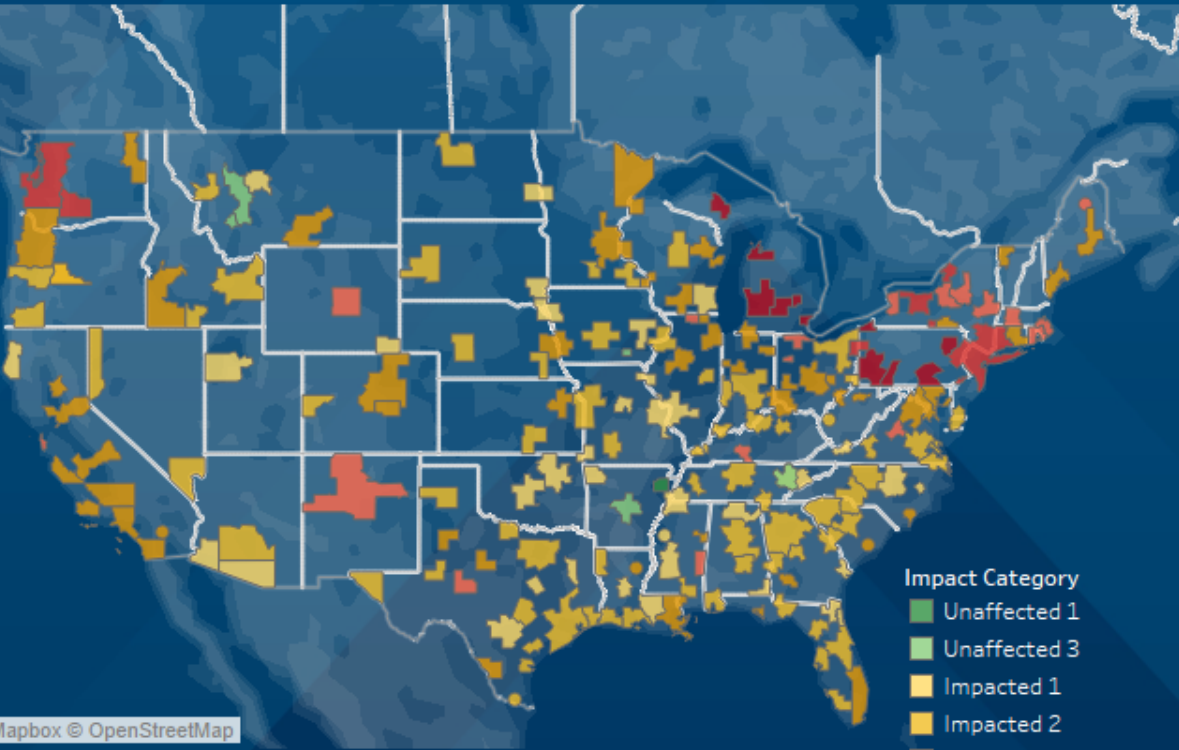 Impact Category
Unaffected 1
Unaffected 3
Impacted 1
Impacted 2
Mapbox © OpenStreetMap